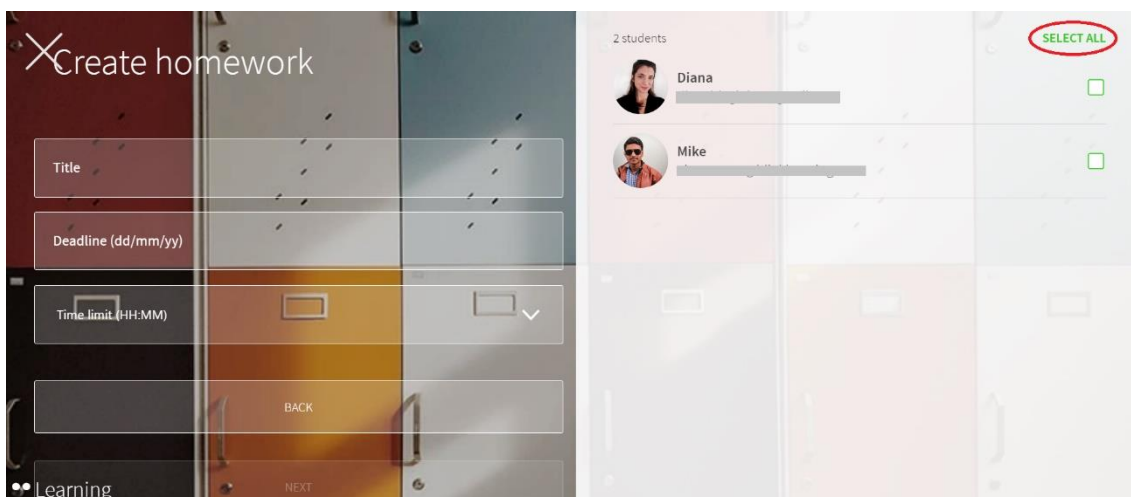 Create homework
Title
Deadline (dd/mm/yy)
Time limit (HH:MM)
BACK
NEXT
Learning
2 students
SELECT ALL
Diana
Mike